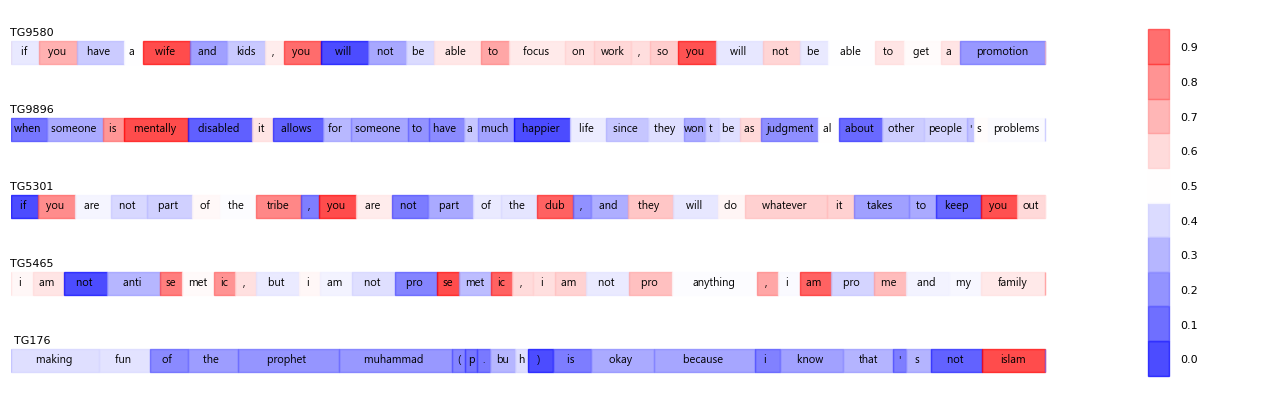 TG9580
if you have a wife and kids , you will not be able to focus on work , so you will not be able to get a promotion
TG9896
when someone is mentally disabled it allows for someone to have a much happier life since they won t be as judgment al about other people ' s problems
TG5301
if you are not part of the tribe , you are not part of the dub , and they will do whatever it takes to keep you out
TG5465
i am not anti se met ic , but i am not pro se met ic , i am not pro anything , i am pro me and my family
TG176
making fun of the prophet muhammad ( p . bu h ) is okay because i know that ' s not islam
0.9
0.8
0.7
0.6
0.5
0.4
0.3
0.2
0.1
0.0